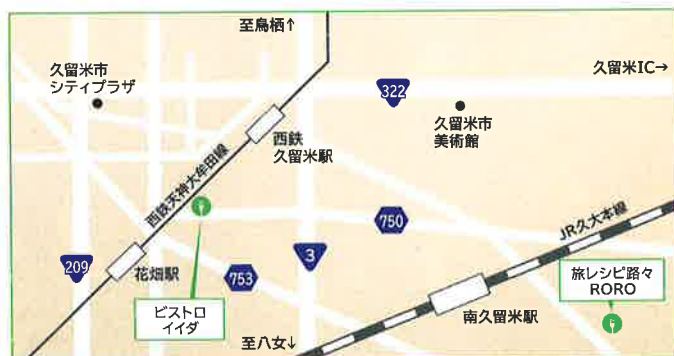 至鳥栖↑
久留米市
シティプラザ
久留米IC→
322
久留米市
美術館
西鉄
久留米駅
西鉄天神大牟田線
750
JR久大本線
209
花畑駅
753
3
旅レシピ路々
RORO
ビストロ
イイダ
南久留米駅
至八女↓